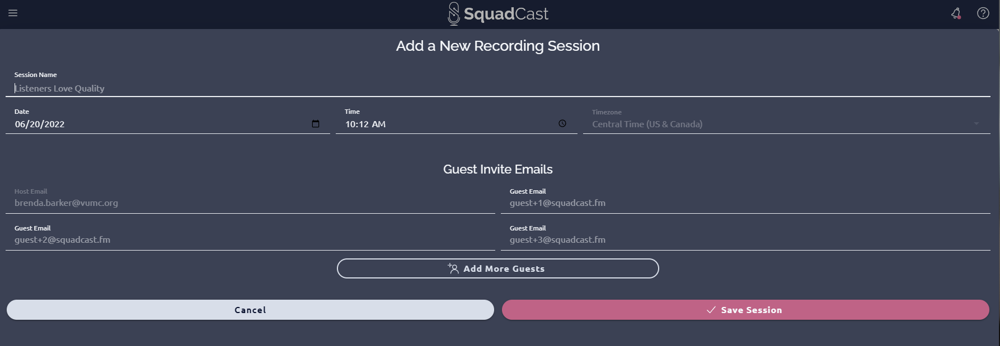 SquadCast
Add a New Recording Session
Session Name
Listeners Love Quality
Date
06/20/2022
Time
10:12 AM
Timezone
Central Time (US & Canada)
Guest Invite Emails
Host Email
brenda.barker@vumc.org
Guest Email
guest+1@squadcast.fm
Guest Email
guest+2@squadcast.fm
Guest Email
guest+3@squadcast.fm
Add More Guests
Cancel
Save Session